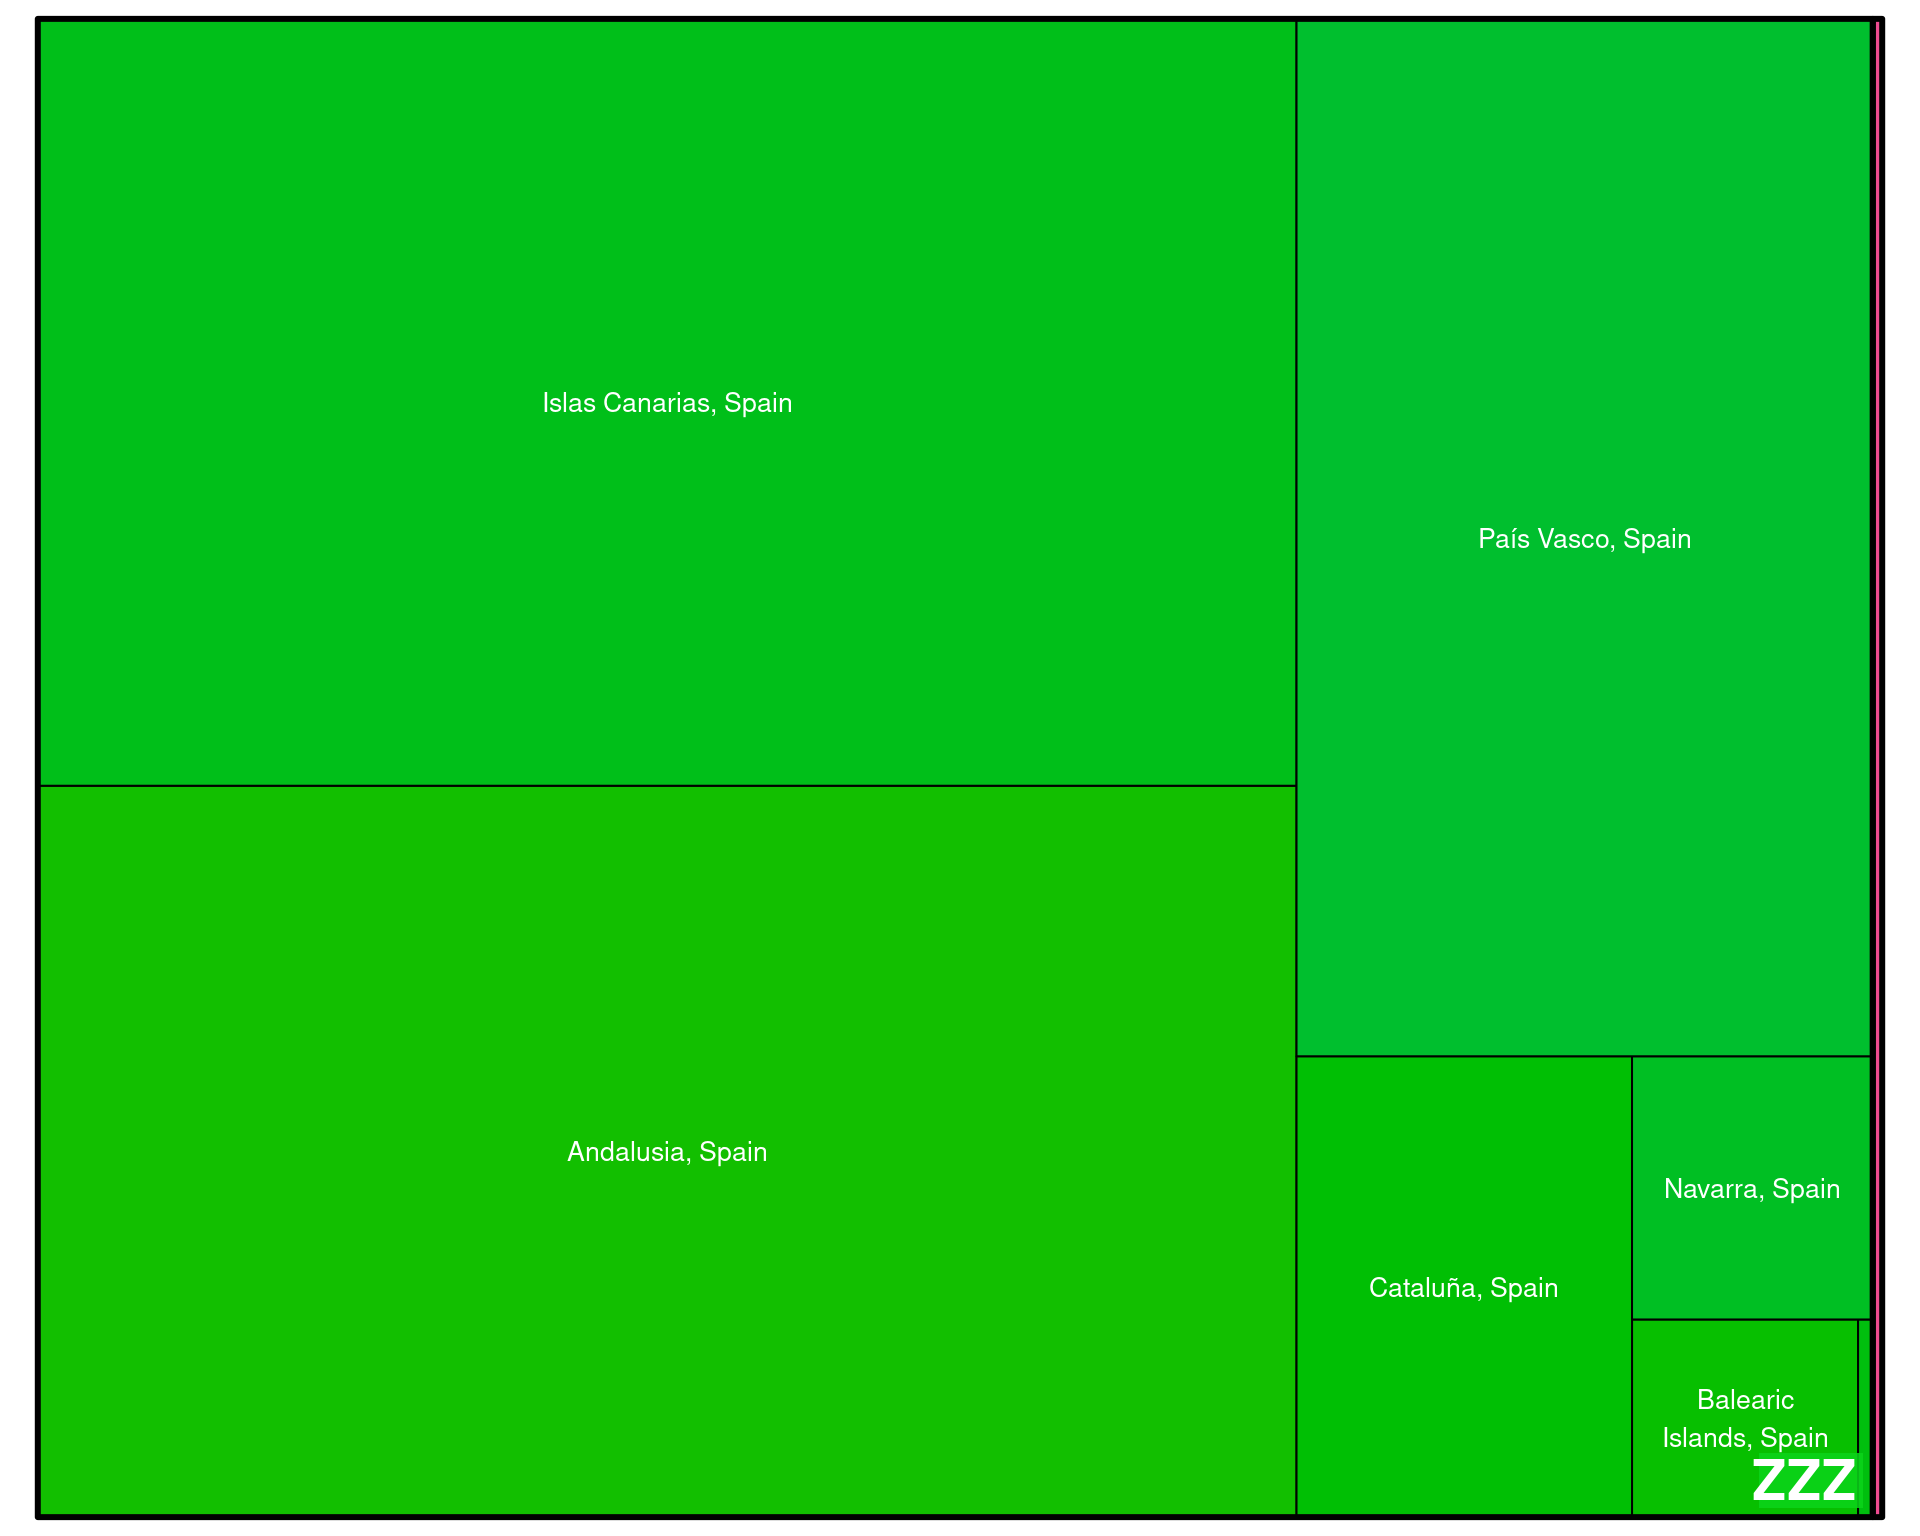 Islas Canarias, Spain
País Vasco, Spain
Andalusia, Spain
Navarra, Spain
Cataluña, Spain
Balearic
Islands, Spain
ZZZ